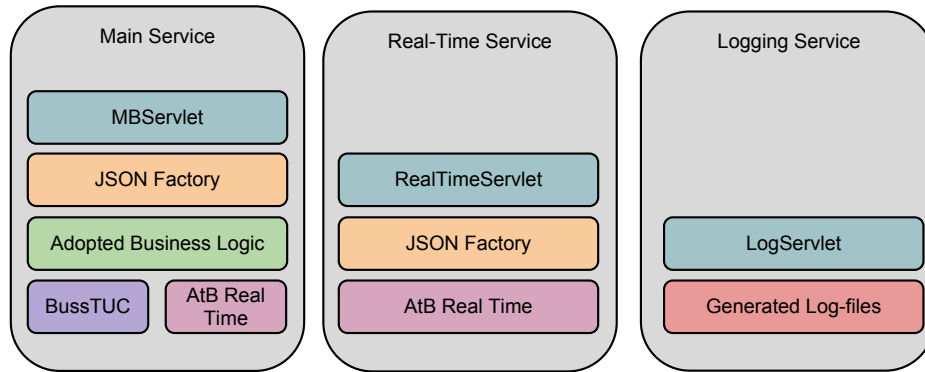 Main Service
MBServlet
JSON Factory
Adopted Business Logic
BussTUC
AtB Real
Time
Real-Time Service
RealTimeServlet
JSON Factory
AtB Real Time
Logging Service
LogServlet
Generated Log-files